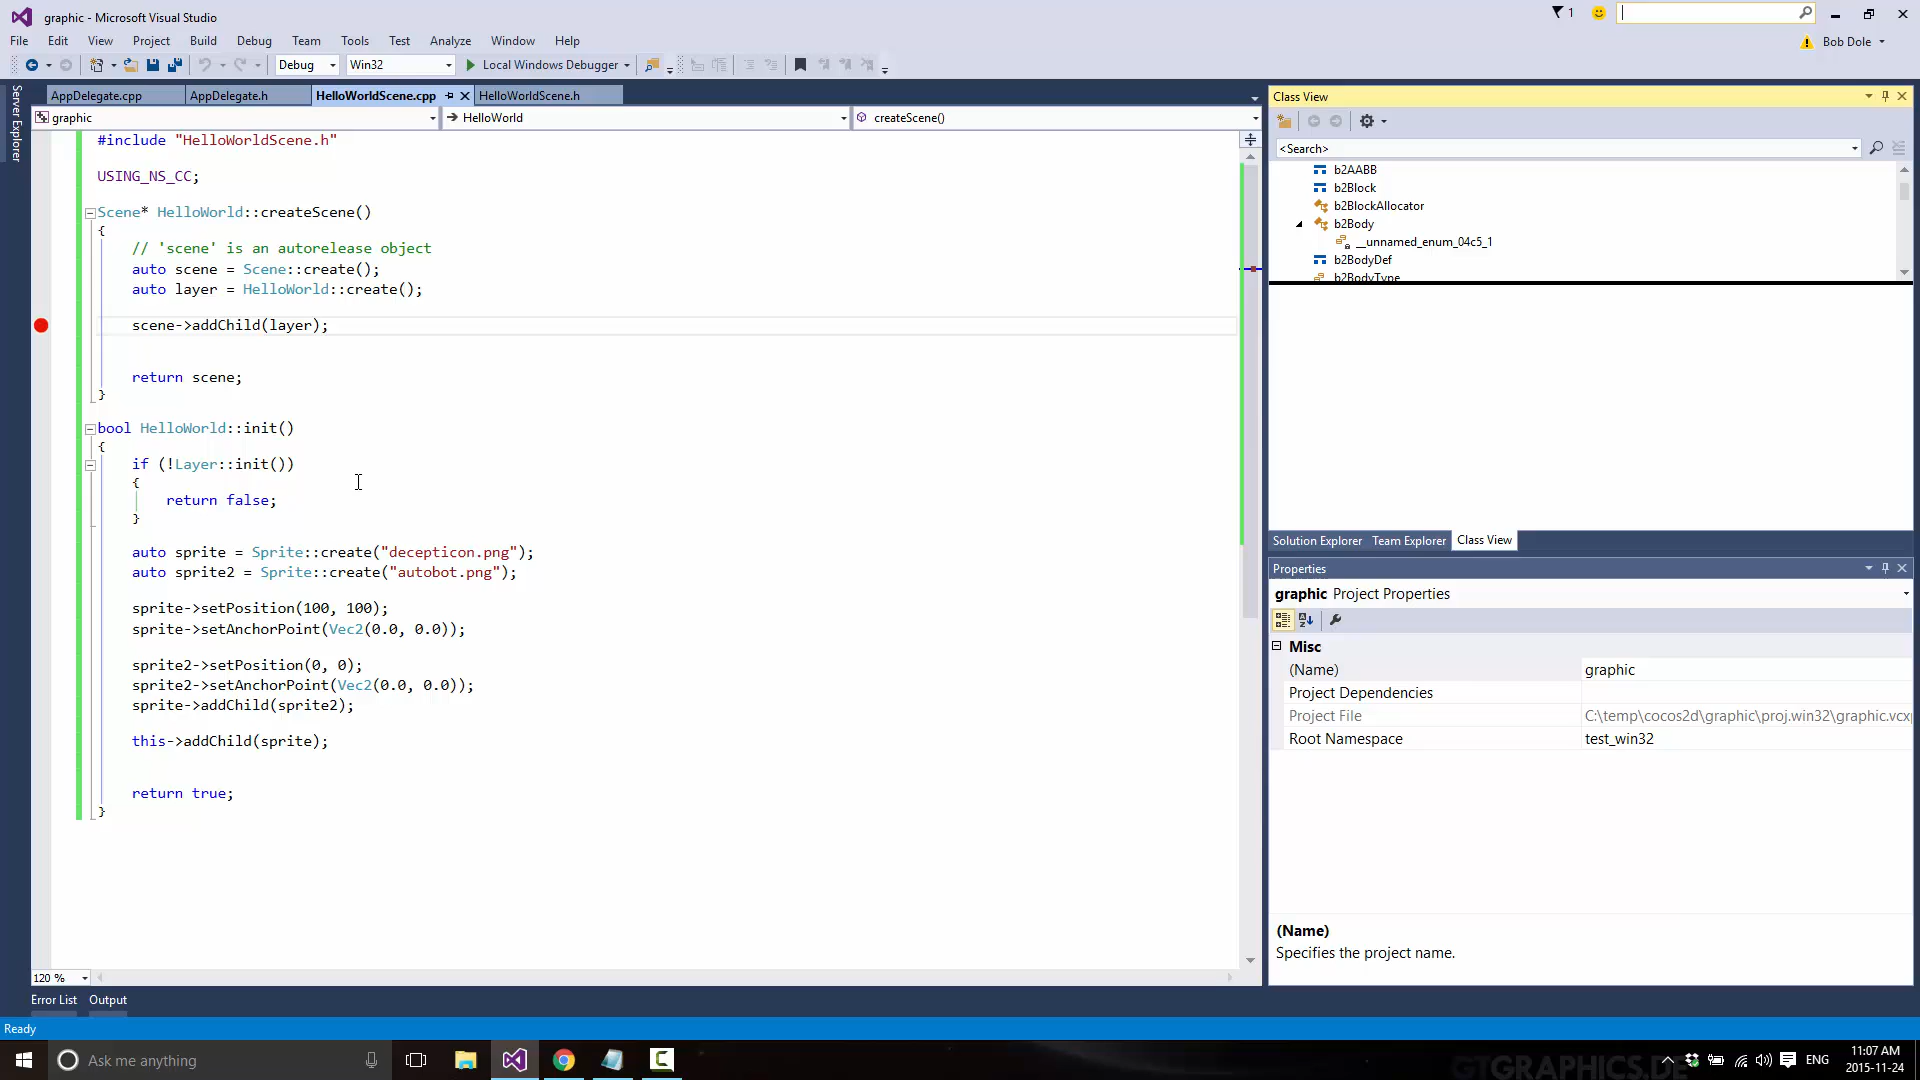 graphic - Microsoft Visual Studio
1
File Edit View Project Build Debug Team Tools Test Analyze Window Help
Bob Dole
Debug Win32 Local Windows Debugger
Server Explorer
AppDelegate.cpp AppDelegate.h HelloWorldScene.cpp HelloWorldScene.h
graphic HelloWorld createScene()
#include "HelloWorldScene.h"
USING_NS_CC;
Scene* HelloWorld::createScene()
{
// 'scene' is an autorelease object
auto scene = Scene::create();
auto layer = HelloWorld::create();
scene->addChild(layer);
return scene;
}
bool HelloWorld::init()
{
if (!Layer::init())
{
return false;
}
auto sprite = Sprite::create("decepticon.png");
auto sprite2 = Sprite::create("autobot.png");
sprite->setPosition(100, 100);
sprite->setAnchorPoint(Vec2(0.0, 0.0));
sprite2->setPosition(0, 0);
sprite2->setAnchorPoint(Vec2(0.0, 0.0));
sprite->addChild(sprite2);
this->addChild(sprite);
return true;
}
120 %
Error List Output
Class View
<Search>
b2AABB
b2Block
b2BlockAllocator
b2Body
__unnamed_enum_04c5_1
b2BodyDef
b2BodyType
Solution Explorer Team Explorer Class View
Properties
graphic Project Properties
Misc
(Name) graphic
Project Dependencies
Project File C:\temp\cocos2d\graphic\proj.win32\graphic.vcxp
Root Namespace test_win32
(Name)
Specifies the project name.
Ready
Ask me anything
GTGRAPHICS.DE
ENG
11:07 AM
2015-11-24